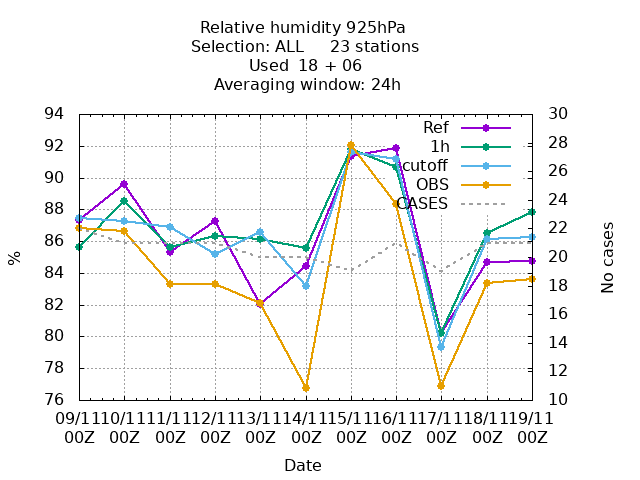 Relative humidity 925hPa
Selection: ALL     23 stations
Used  18 + 06
Averaging window: 24h
94
92
90
88
86
84
82
80
78
76
%
30
28
26
24
22
20
18
16
14
12
10
No cases
Ref
1h
cutoff
OBS
CASES
09/11 10/11 11/11 12/11 13/11 14/11 15/11 16/11 17/11 18/11 19/11
00Z 00Z 00Z 00Z 00Z 00Z 00Z 00Z 00Z 00Z 00Z
Date